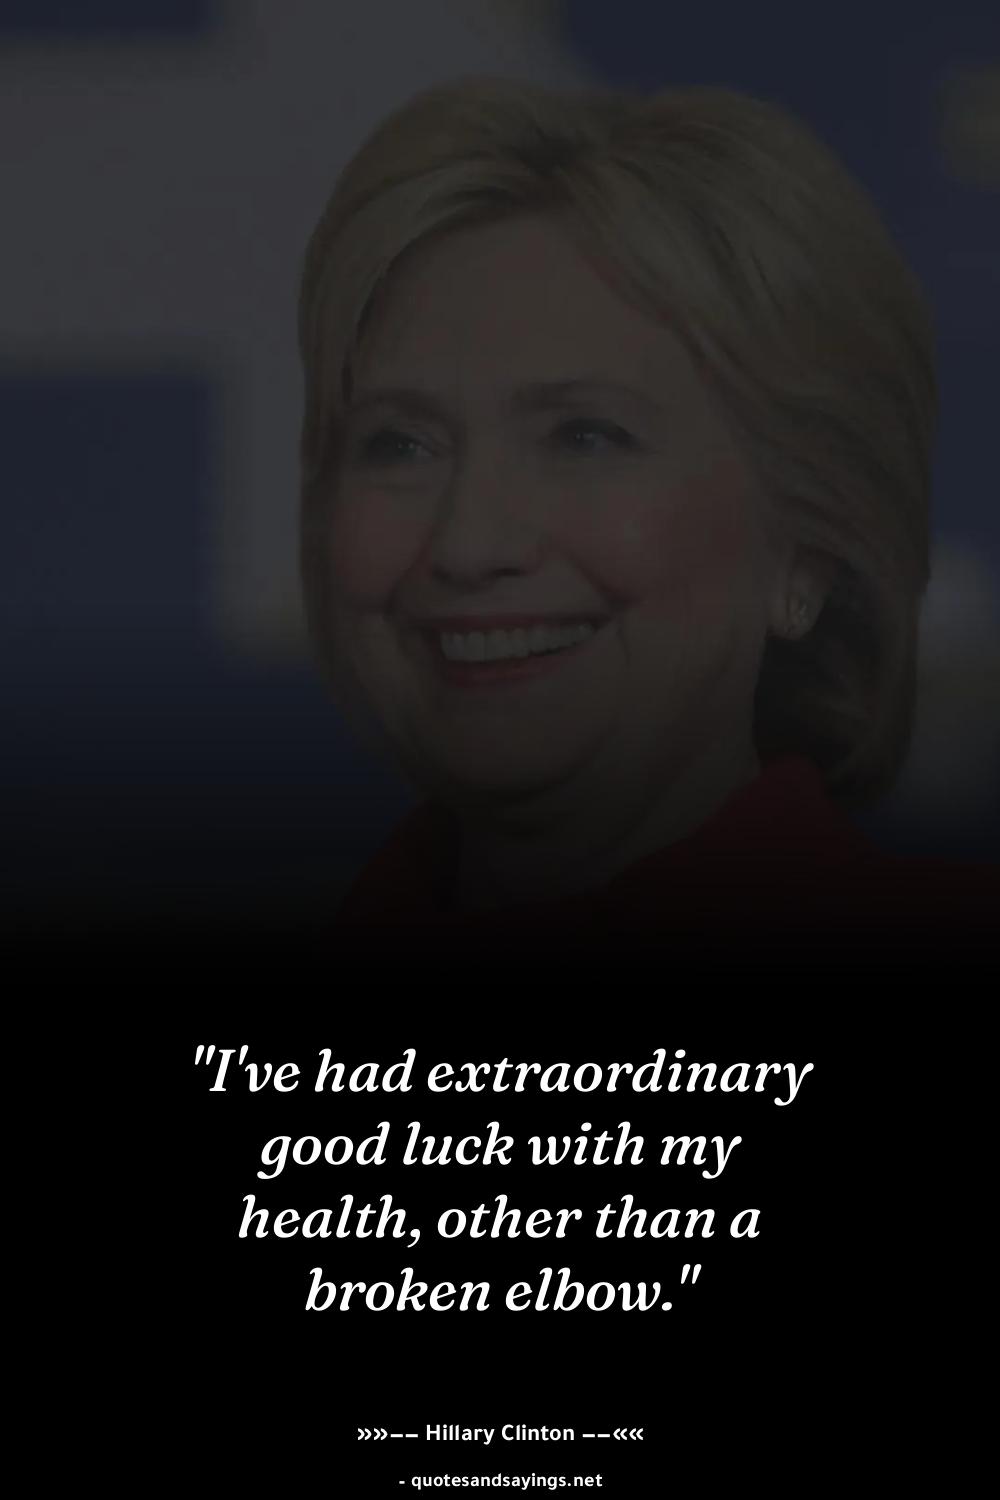 "I've had extraordinary
good luck with my
health, other than a
broken elbow."
»»—— Hillary Clinton ——««
- quotesandsayings.net